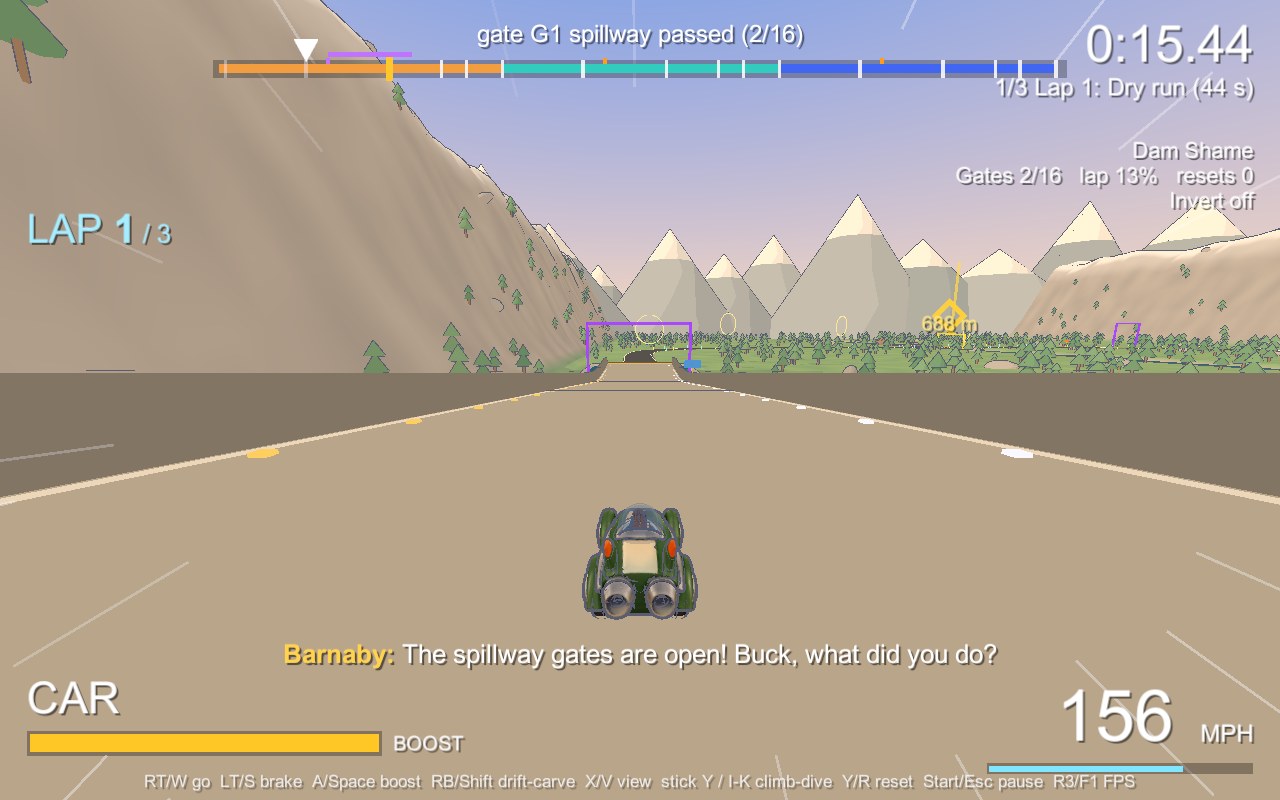 gate G1 spillway passed (2/16)
0:15.44
1/3 Lap 1: Dry run (44 s)
Dam Shame
Gates 2/16 lap 13% resets 0
Invert off
LAP 1 / 3
688 m
Barnaby: The spillway gates are open! Buck, what did you do?
CAR
BOOST
156 MPH
RT/W go LT/S brake A/Space boost RB/Shift drift-carve X/V view stick Y / I-K climb-dive Y/R reset Start/Esc pause R3/F1 FPS